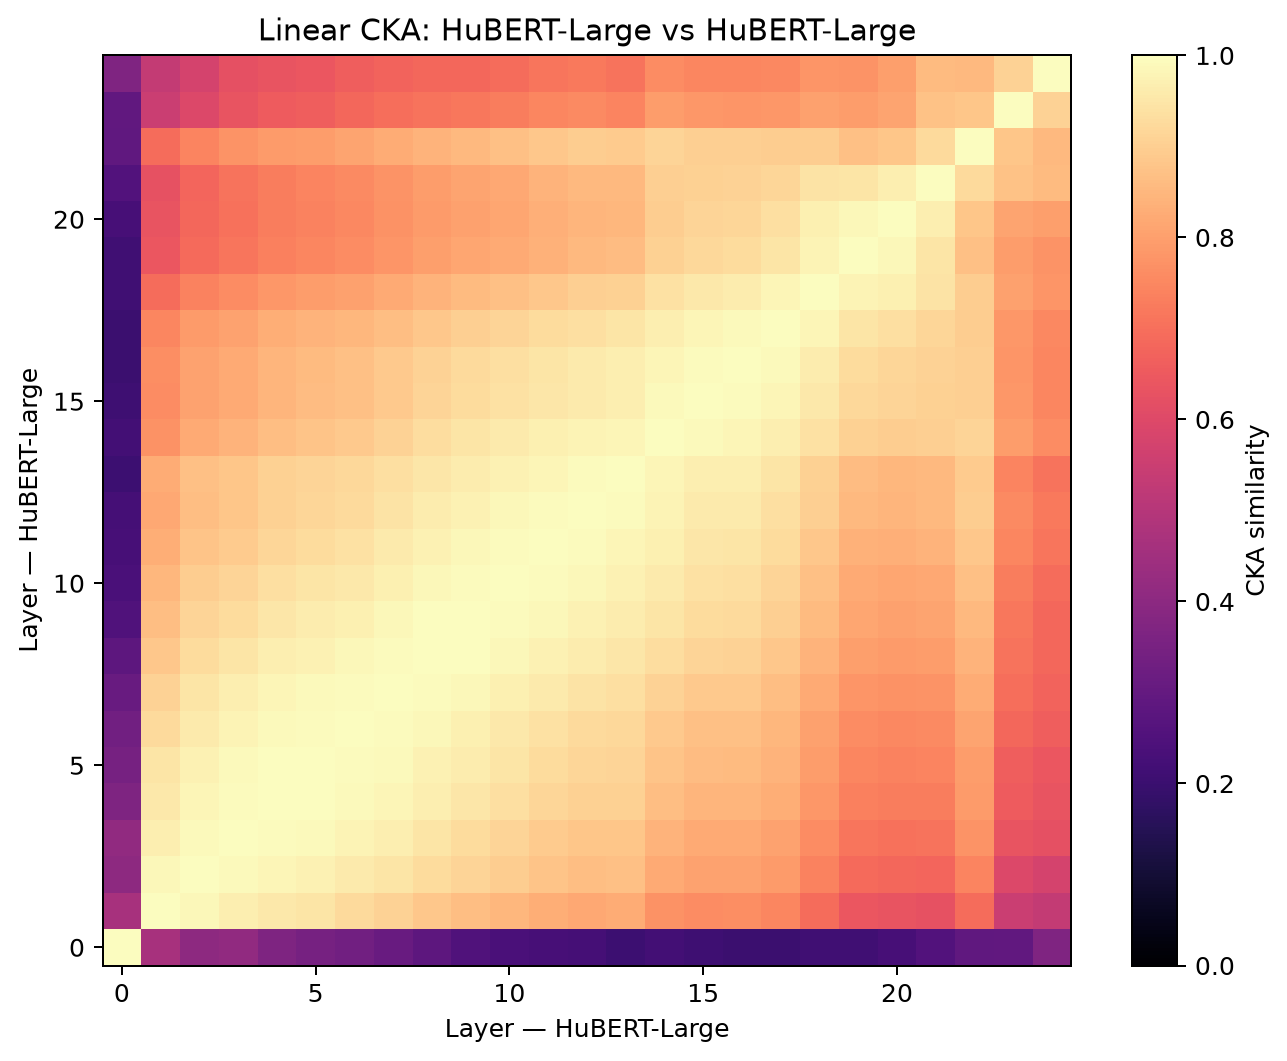 Linear CKA: HuBERT-Large vs HuBERT-Large
Layer — HuBERT-Large
20
15
10
5
0
0 5 10 15 20
Layer — HuBERT-Large
1.0
0.8
0.6
0.4
0.2
0.0
CKA similarity